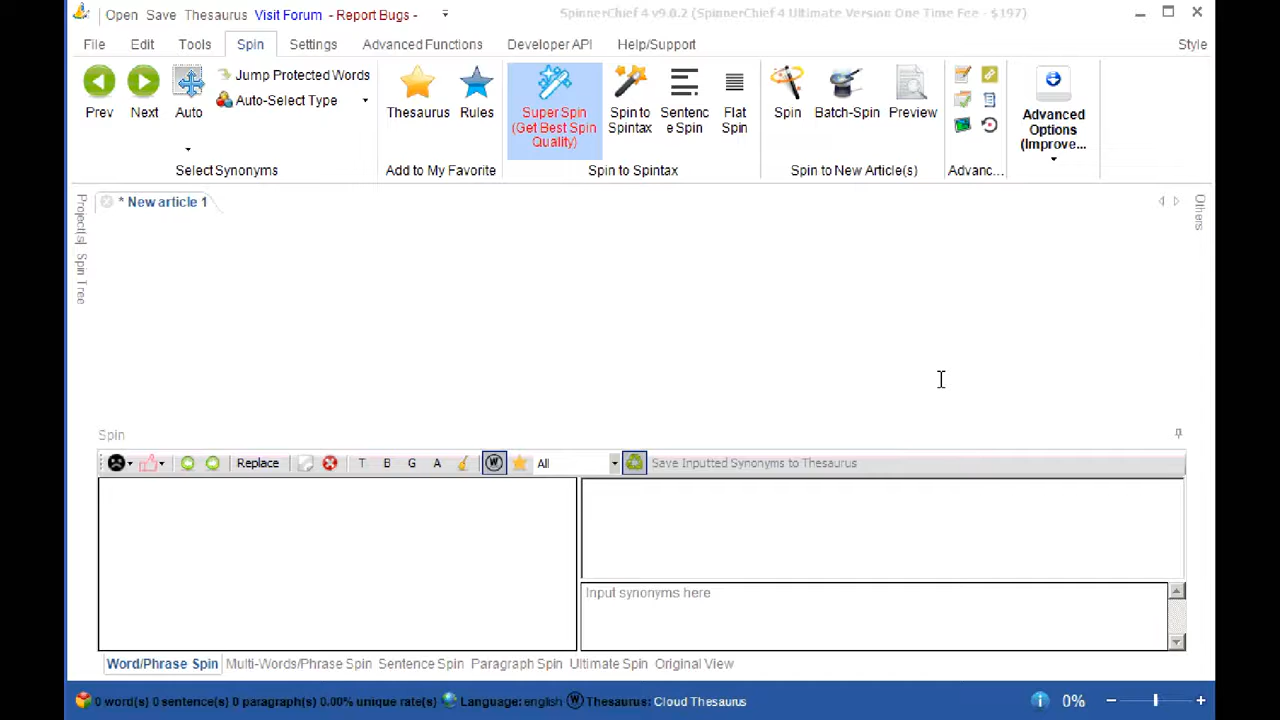 Open Save Thesaurus Visit Forum - Report Bugs -
SpinnerChief 4 v9.0.2 (SpinnerChief 4 Ultimate Version One Time Fee - $197)
File Edit Tools Spin Settings Advanced Functions Developer API Help/Support Style
Prev
Next
Auto
Jump Protected Words
Auto-Select Type
Select Synonyms
Thesaurus
Rules
Add to My Favorite
Super Spin
(Get Best Spin
Quality)
Spin to
Spintax
Sentenc
e Spin
Flat
Spin
Spin to Spintax
Spin
Batch-Spin
Preview
Spin to New Article(s)
Advanc...
Advanced
Options
(Improve...
Project(s)
Spin Tree
* New article 1
Others
Spin
Replace T B G A W All Save Inputted Synonyms to Thesaurus
Input synonyms here
Word/Phrase Spin Multi-Words/Phrase Spin Sentence Spin Paragraph Spin Ultimate Spin Original View
0 word(s) 0 sentence(s) 0 paragraph(s) 0.00% unique rate(s) Language: english W Thesaurus: Cloud Thesaurus 0%